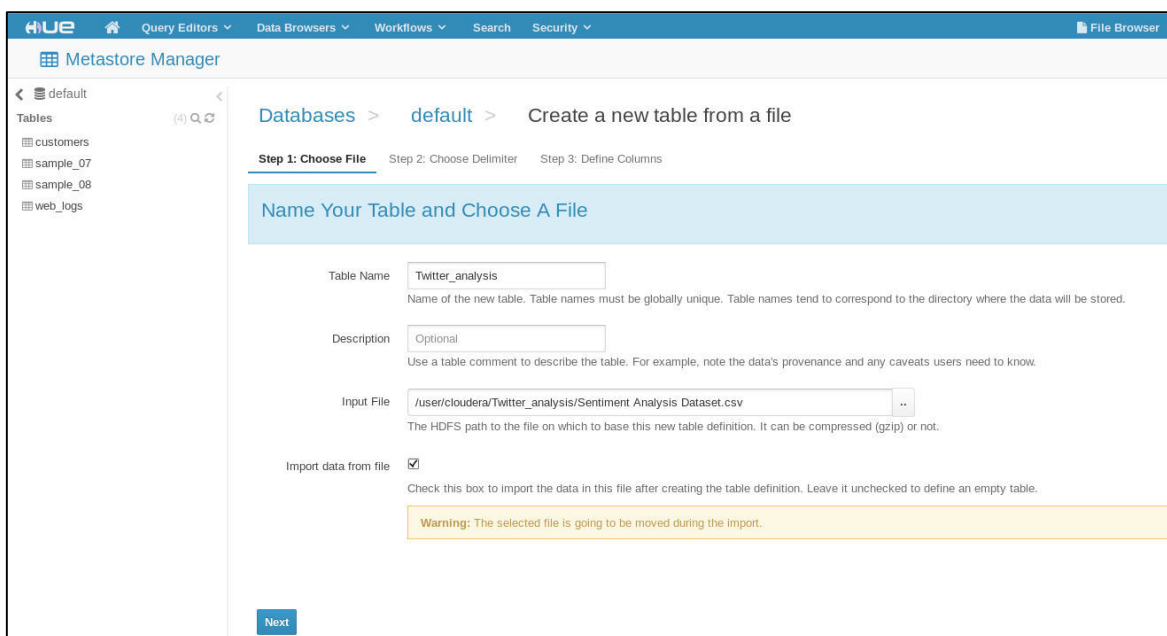 HUE Query Editors Data Browsers Workflows Search Security File Browser
Metastore Manager
default
Tables (4)
customers
sample_07
sample_08
web_logs
Databases > default > Create a new table from a file
Step 1: Choose File Step 2: Choose Delimiter Step 3: Define Columns
Name Your Table and Choose A File
Table Name Twitter_analysis
Name of the new table. Table names must be globally unique. Table names tend to correspond to the directory where the data will be stored.
Description Optional
Use a table comment to describe the table. For example, note the data's provenance and any caveats users need to know.
Input File /user/cloudera/Twitter_analysis/Sentiment Analysis Dataset.csv ..
The HDFS path to the file on which to base this new table definition. It can be compressed (gzip) or not.
Import data from file
Check this box to import the data in this file after creating the table definition. Leave it unchecked to define an empty table.
Warning: The selected file is going to be moved during the import.
Next